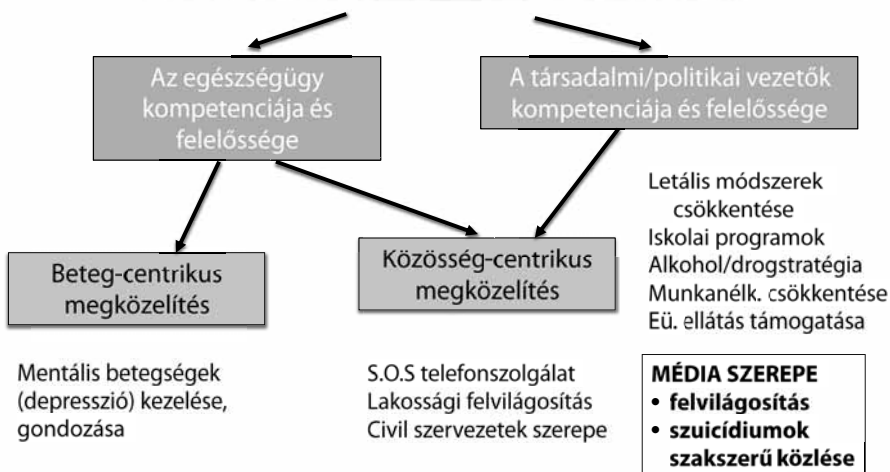 Az egészségügy
kompetenciája és
felelőssége
A társadalmi/politikai vezetők
kompetenciája és felelőssége
Beteg-centrikus
megközelítés
Közösség-centrikus
megközelítés
Letális módszerek
csökkentése
Iskolai programok
Alkohol/drogstratégia
Munkanélk. csökkentése
Eü. ellátás támogatása
Mentális betegségek
(depresszió) kezelése,
gondozása
S.O.S telefonszolgálat
Lakossági felvilágosítás
Civil szervezetek szerepe
MÉDIA SZEREPE
• felvilágosítás
• szuicídiumok
szakszerű közlése